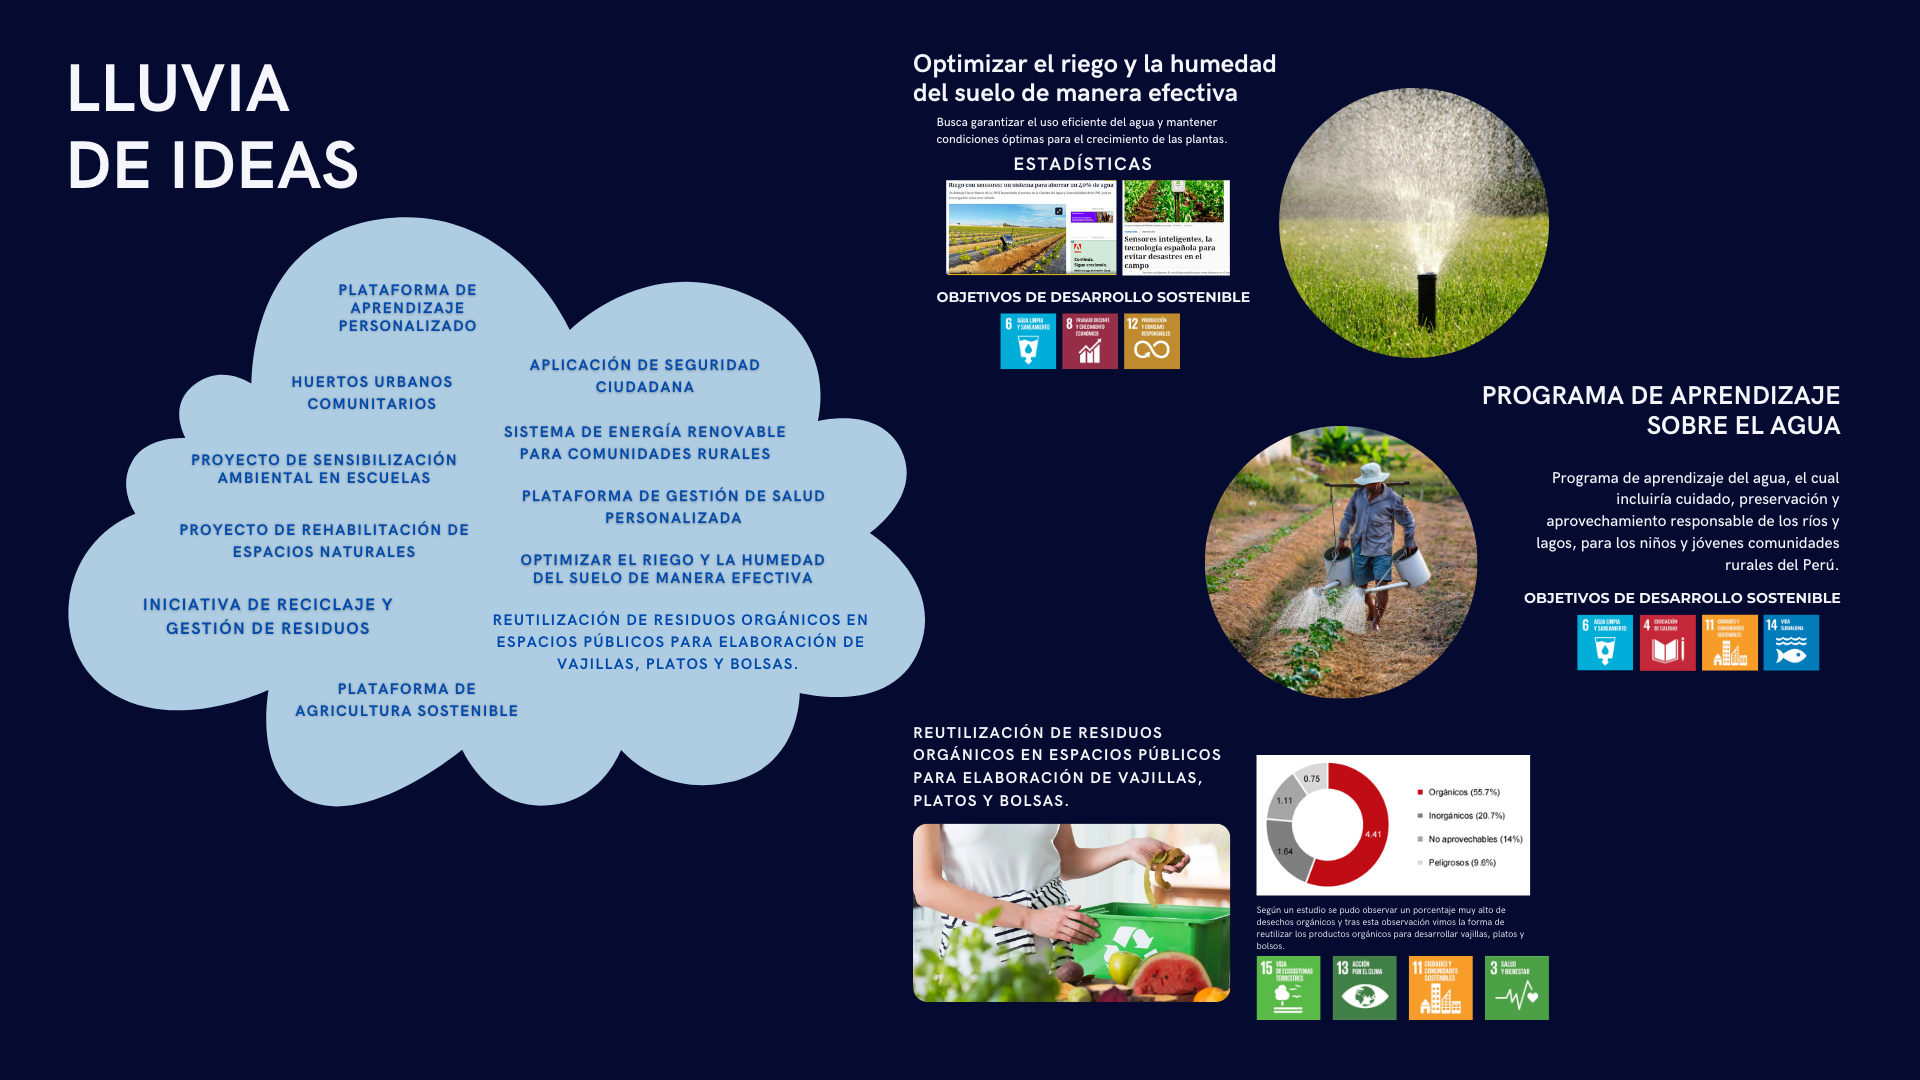 LLUVIA
DE IDEAS
PLATAFORMA DE
APRENDIZAJE
PERSONALIZADO
HUERTOS URBANOS
COMUNITARIOS
PROYECTO DE SENSIBILIZACIÓN
AMBIENTAL EN ESCUELAS
PROYECTO DE REHABILITACIÓN DE
ESPACIOS NATURALES
INICIATIVA DE RECICLAJE Y
GESTIÓN DE RESIDUOS
PLATAFORMA DE
AGRICULTURA SOSTENIBLE
APLICACIÓN DE SEGURIDAD
CIUDADANA
SISTEMA DE ENERGÍA RENOVABLE
PARA COMUNIDADES RURALES
PLATAFORMA DE GESTIÓN DE SALUD
PERSONALIZADA
OPTIMIZAR EL RIEGO Y LA HUMEDAD
DEL SUELO DE MANERA EFECTIVA
REUTILIZACIÓN DE RESIDUOS ORGÁNICOS EN
ESPACIOS PÚBLICOS PARA ELABORACIÓN DE
VAJILLAS, PLATOS Y BOLSAS.
Optimizar el riego y la humedad
del suelo de manera efectiva
Busca garantizar el uso eficiente del agua y mantener
condiciones óptimas para el crecimiento de las plantas.
ESTADÍSTICAS
Riego con sensores: un sistema para ahorrar un 40% de agua
Continúa.
Sigue creciendo.
Sensores inteligentes, la
tecnología española para
evitar desastres en el
campo
OBJETIVOS DE DESARROLLO SOSTENIBLE
6 AGUA LIMPIA
Y SANEAMIENTO
8 TRABAJO DECENTE
Y CRECIMIENTO
ECONÓMICO
12 PRODUCCIÓN
Y CONSUMO
RESPONSABLES
PROGRAMA DE APRENDIZAJE
SOBRE EL AGUA
Programa de aprendizaje del agua, el cual
incluiría cuidado, preservación y
aprovechamiento responsable de los ríos y
lagos, para los niños y jóvenes comunidades
rurales del Perú.
OBJETIVOS DE DESARROLLO SOSTENIBLE
6 AGUA LIMPIA
Y SANEAMIENTO
4 EDUCACIÓN
DE CALIDAD
11 CIUDADES Y
COMUNIDADES
SOSTENIBLES
14 VIDA
SUBMARINA
REUTILIZACIÓN DE RESIDUOS
ORGÁNICOS EN ESPACIOS PÚBLICOS
PARA ELABORACIÓN DE VAJILLAS,
PLATOS Y BOLSAS.
0.75
1.11
1.64
4.41
Orgánicos (55.7%)
Inorgánicos (20.7%)
No aprovechables (14%)
Peligrosos (9.6%)
Según un estudio se pudo observar un porcentaje muy alto de
desechos orgánicos y tras esta observación vimos la forma de
reutilizar los productos orgánicos para desarrollar vajillas, platos y
bolsos.
15 VIDA
DE ECOSISTEMAS
TERRESTRES
13 ACCIÓN
POR EL CLIMA
11 CIUDADES Y
COMUNIDADES
SOSTENIBLES
3 SALUD
Y BIENESTAR